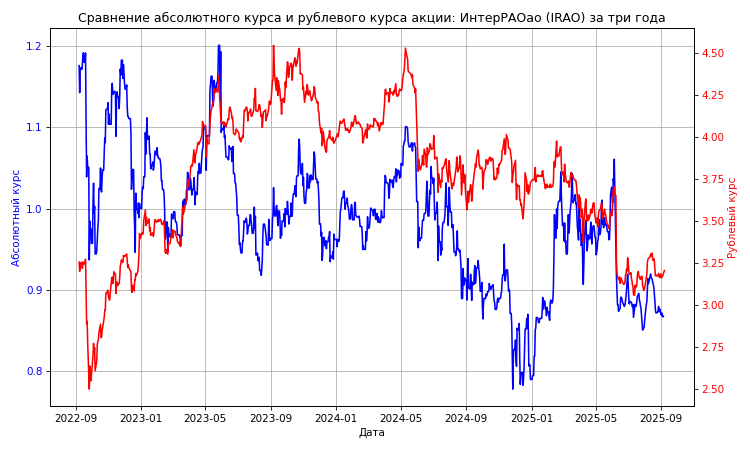 Сравнение абсолютного курса и рублевого курса акции: ИнтерРАОао (IRAO) за три года
1.2
1.1
1.0
0.9
0.8
Абсолютный курс
4.50
4.25
4.00
3.75
3.50
3.25
3.00
2.75
2.50
Рублевый курс
2022-09 2023-01 2023-05 2023-09 2024-01 2024-05 2024-09 2025-01 2025-05 2025-09
Дата